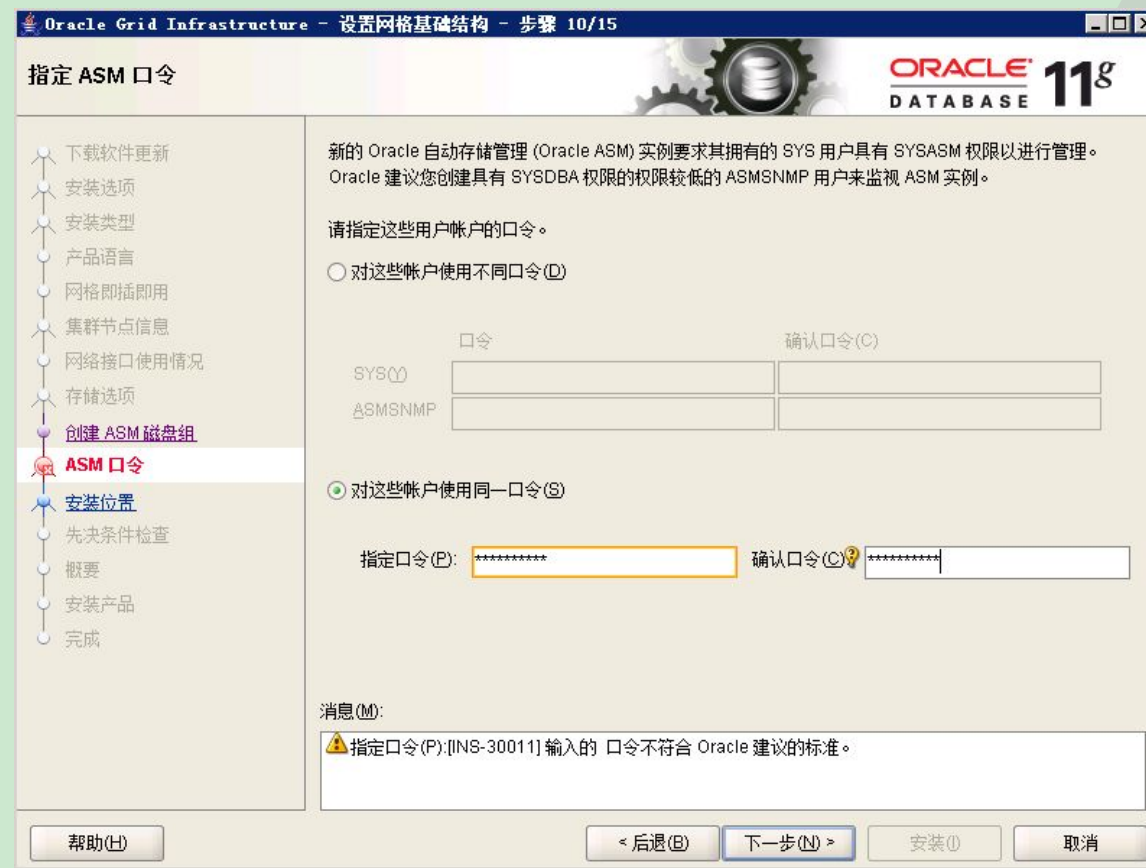 Oracle Grid Infrastructure - 设置网格基础结构 - 步骤 10/15
指定 ASM 口令
ORACLE
DATABASE
11g
下载软件更新
安装选项
安装类型
产品语言
网格即插即用
集群节点信息
网络接口使用情况
存储选项
创建 ASM 磁盘组
ASM 口令
安装位置
先决条件检查
概要
安装产品
完成
新的 Oracle 自动存储管理 (Oracle ASM) 实例要求其拥有的 SYS 用户具有 SYSASM 权限以进行管理。
Oracle 建议您创建具有 SYSDBA 权限的权限较低的 ASMSNMP 用户来监视 ASM 实例。
请指定这些用户帐户的口令。
对这些帐户使用不同口令(D)
口令 确认口令(C)
SYS(Y)
ASMSNMP
对这些帐户使用同一口令(S)
指定口令(P): ********** 确认口令(C) **********
消息(M):
指定口令(P):[INS-30011] 输入的 口令不符合 Oracle 建议的标准。
帮助(H) < 后退(B) 下一步(N) > 安装(I) 取消